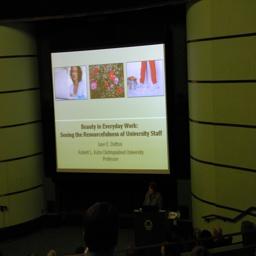 Beauty in Everyday Work:
Seeing the Resourcefulness of University Staff
Jane E. Dutton
Robert L. Kahn Distinguished University
Professor